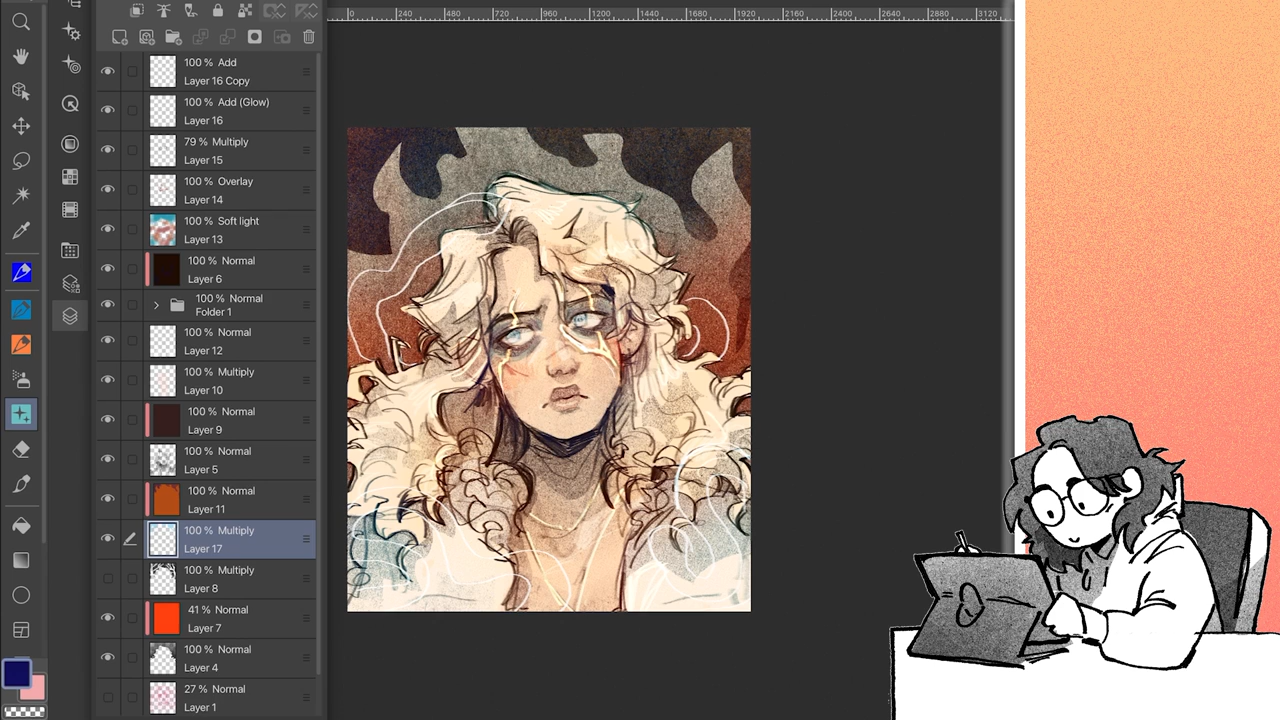 0 240 480 720 960 1200 1440 1680 1920 2160 2400 2640 2880 3120
100 % Add
Layer 16 Copy
100 % Add (Glow)
Layer 16
79 % Multiply
Layer 15
100 % Overlay
Layer 14
100 % Soft light
Layer 13
100 % Normal
Layer 6
100 % Normal
Folder 1
100 % Normal
Layer 12
100 % Multiply
Layer 10
100 % Normal
Layer 9
100 % Normal
Layer 5
100 % Normal
Layer 11
100 % Multiply
Layer 17
100 % Multiply
Layer 8
41 % Normal
Layer 7
100 % Normal
Layer 4
27 % Normal
Layer 1